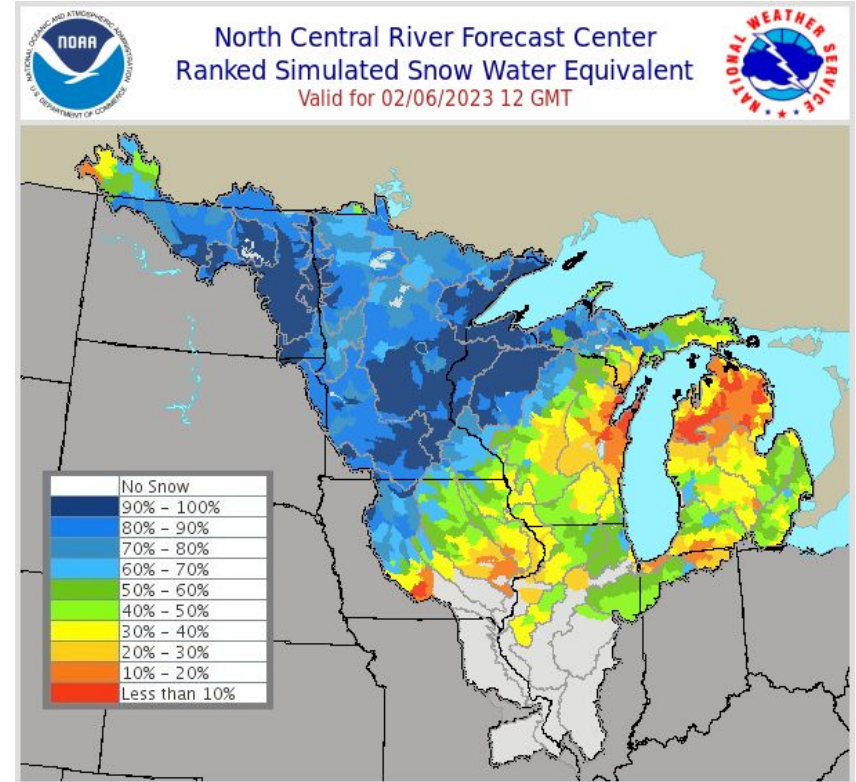 NATIONAL OCEANIC AND ATMOSPHERIC ADMINISTRATION
NOAA
U.S. DEPARTMENT OF COMMERCE
North Central River Forecast Center
Ranked Simulated Snow Water Equivalent
Valid for 02/06/2023 12 GMT
NATIONAL WEATHER SERVICE
No Snow
90% - 100%
80% - 90%
70% - 80%
60% - 70%
50% - 60%
40% - 50%
30% - 40%
20% - 30%
10% - 20%
Less than 10%